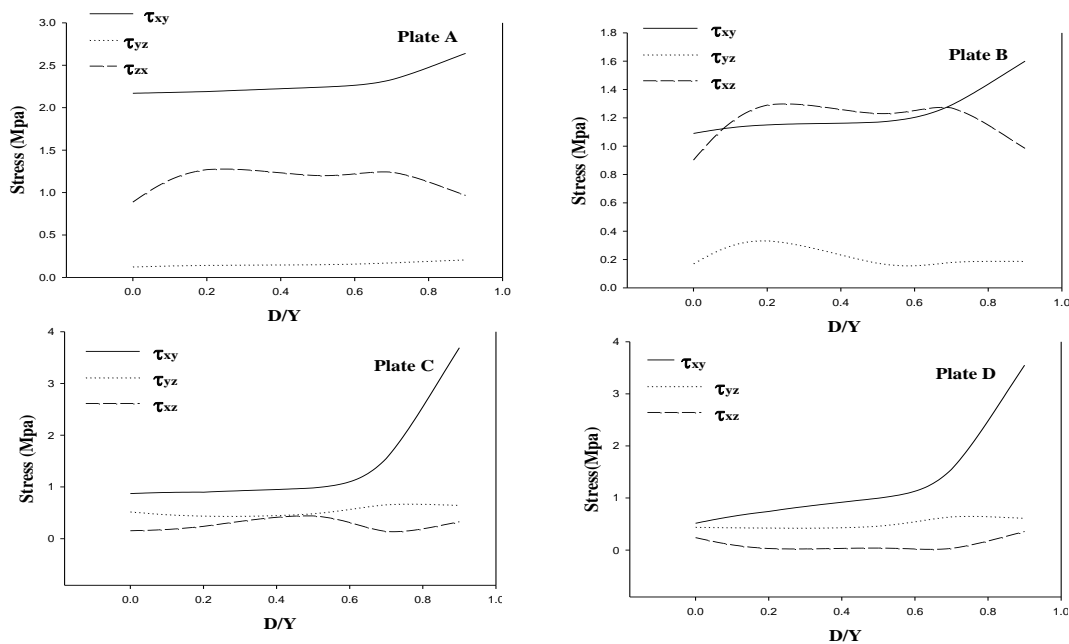 Plate A
τxy
τyz
τzx
Stress (Mpa)
3.0
2.5
2.0
1.5
1.0
0.5
0.0
0.0 0.2 0.4 0.6 0.8 1.0
D/Y
Plate B
τxy
τyz
τxz
Stress (Mpa)
1.8
1.6
1.4
1.2
1.0
0.8
0.6
0.4
0.2
0.0
0.0 0.2 0.4 0.6 0.8 1.0
D/Y
Plate C
τxy
τyz
τxz
Stress (Mpa)
4
3
2
1
0
0.0 0.2 0.4 0.6 0.8 1.0
D/Y
Plate D
τxy
τyz
τxz
Stress(Mpa)
4
3
2
1
0
0.0 0.2 0.4 0.6 0.8 1.0
D/Y